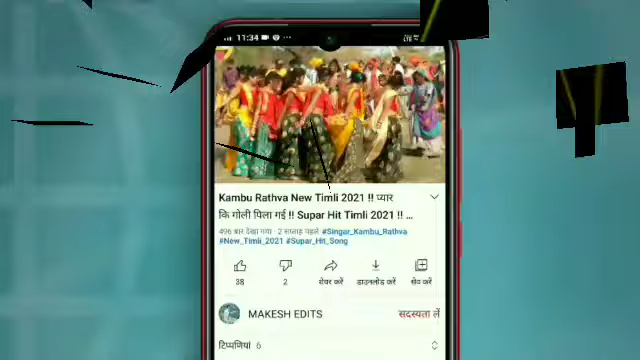 11:34
Kambu Rathva New Timli 2021 !! प्यार
कि गोली पिला गई !! Supar Hit Timli 2021 !! ...
496 बार देखा गया · 2 सप्ताह पहले #Singar_Kambu_Rathva
#New_Timli_2021 #Supar_Hit_Song
38 2 शेयर करें डाउनलोड करें सेव करें
MAKESH EDITS सदस्यता लें
टिप्पणियां 6